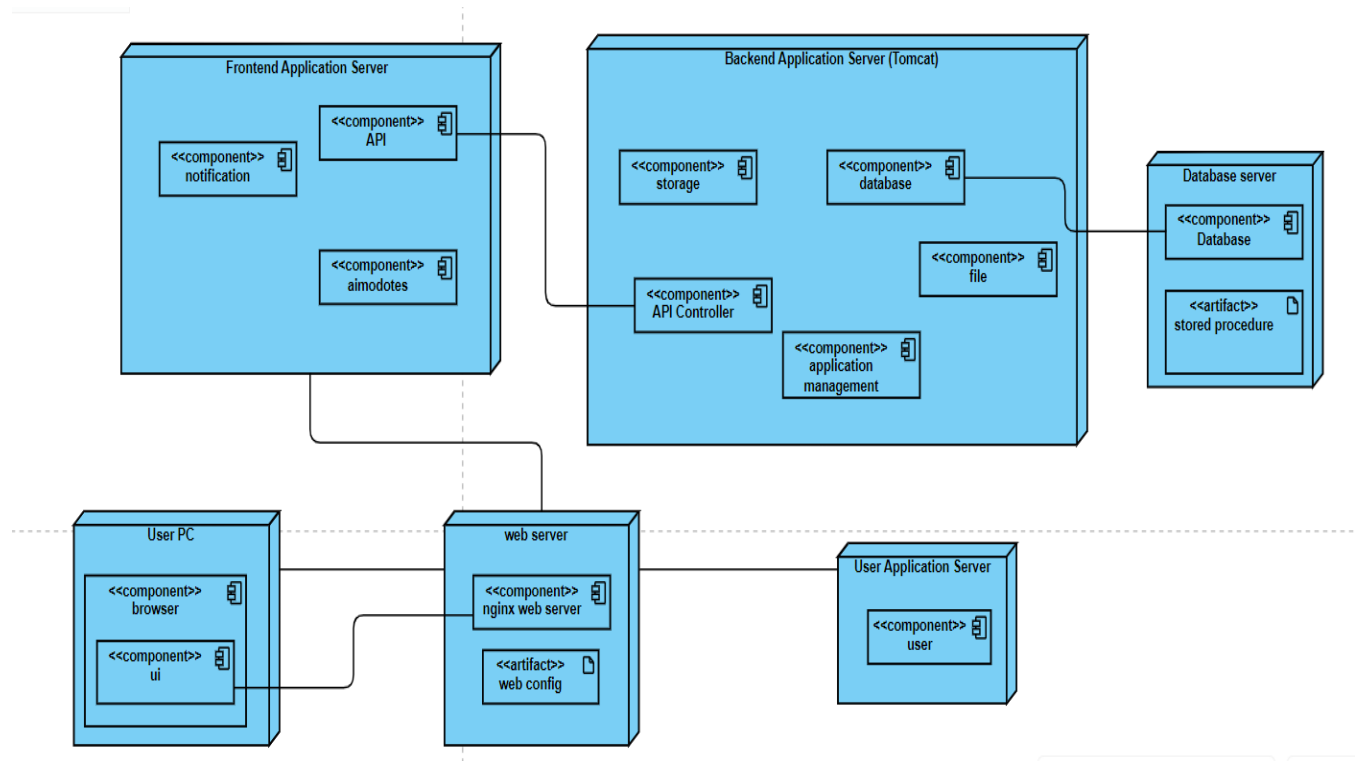 Frontend Application Server
<<component>>
API
<<component>>
notification
<<component>>
aimodotes
Backend Application Server (Tomcat)
<<component>>
storage
<<component>>
database
<<component>>
file
<<component>>
API Controller
<<component>>
application
management
Database server
<<component>>
Database
<<artifact>>
stored procedure
User PC
<<component>>
browser
<<component>>
ui
web server
<<component>>
nginx web server
<<artifact>>
web config
User Application Server
<<component>>
user